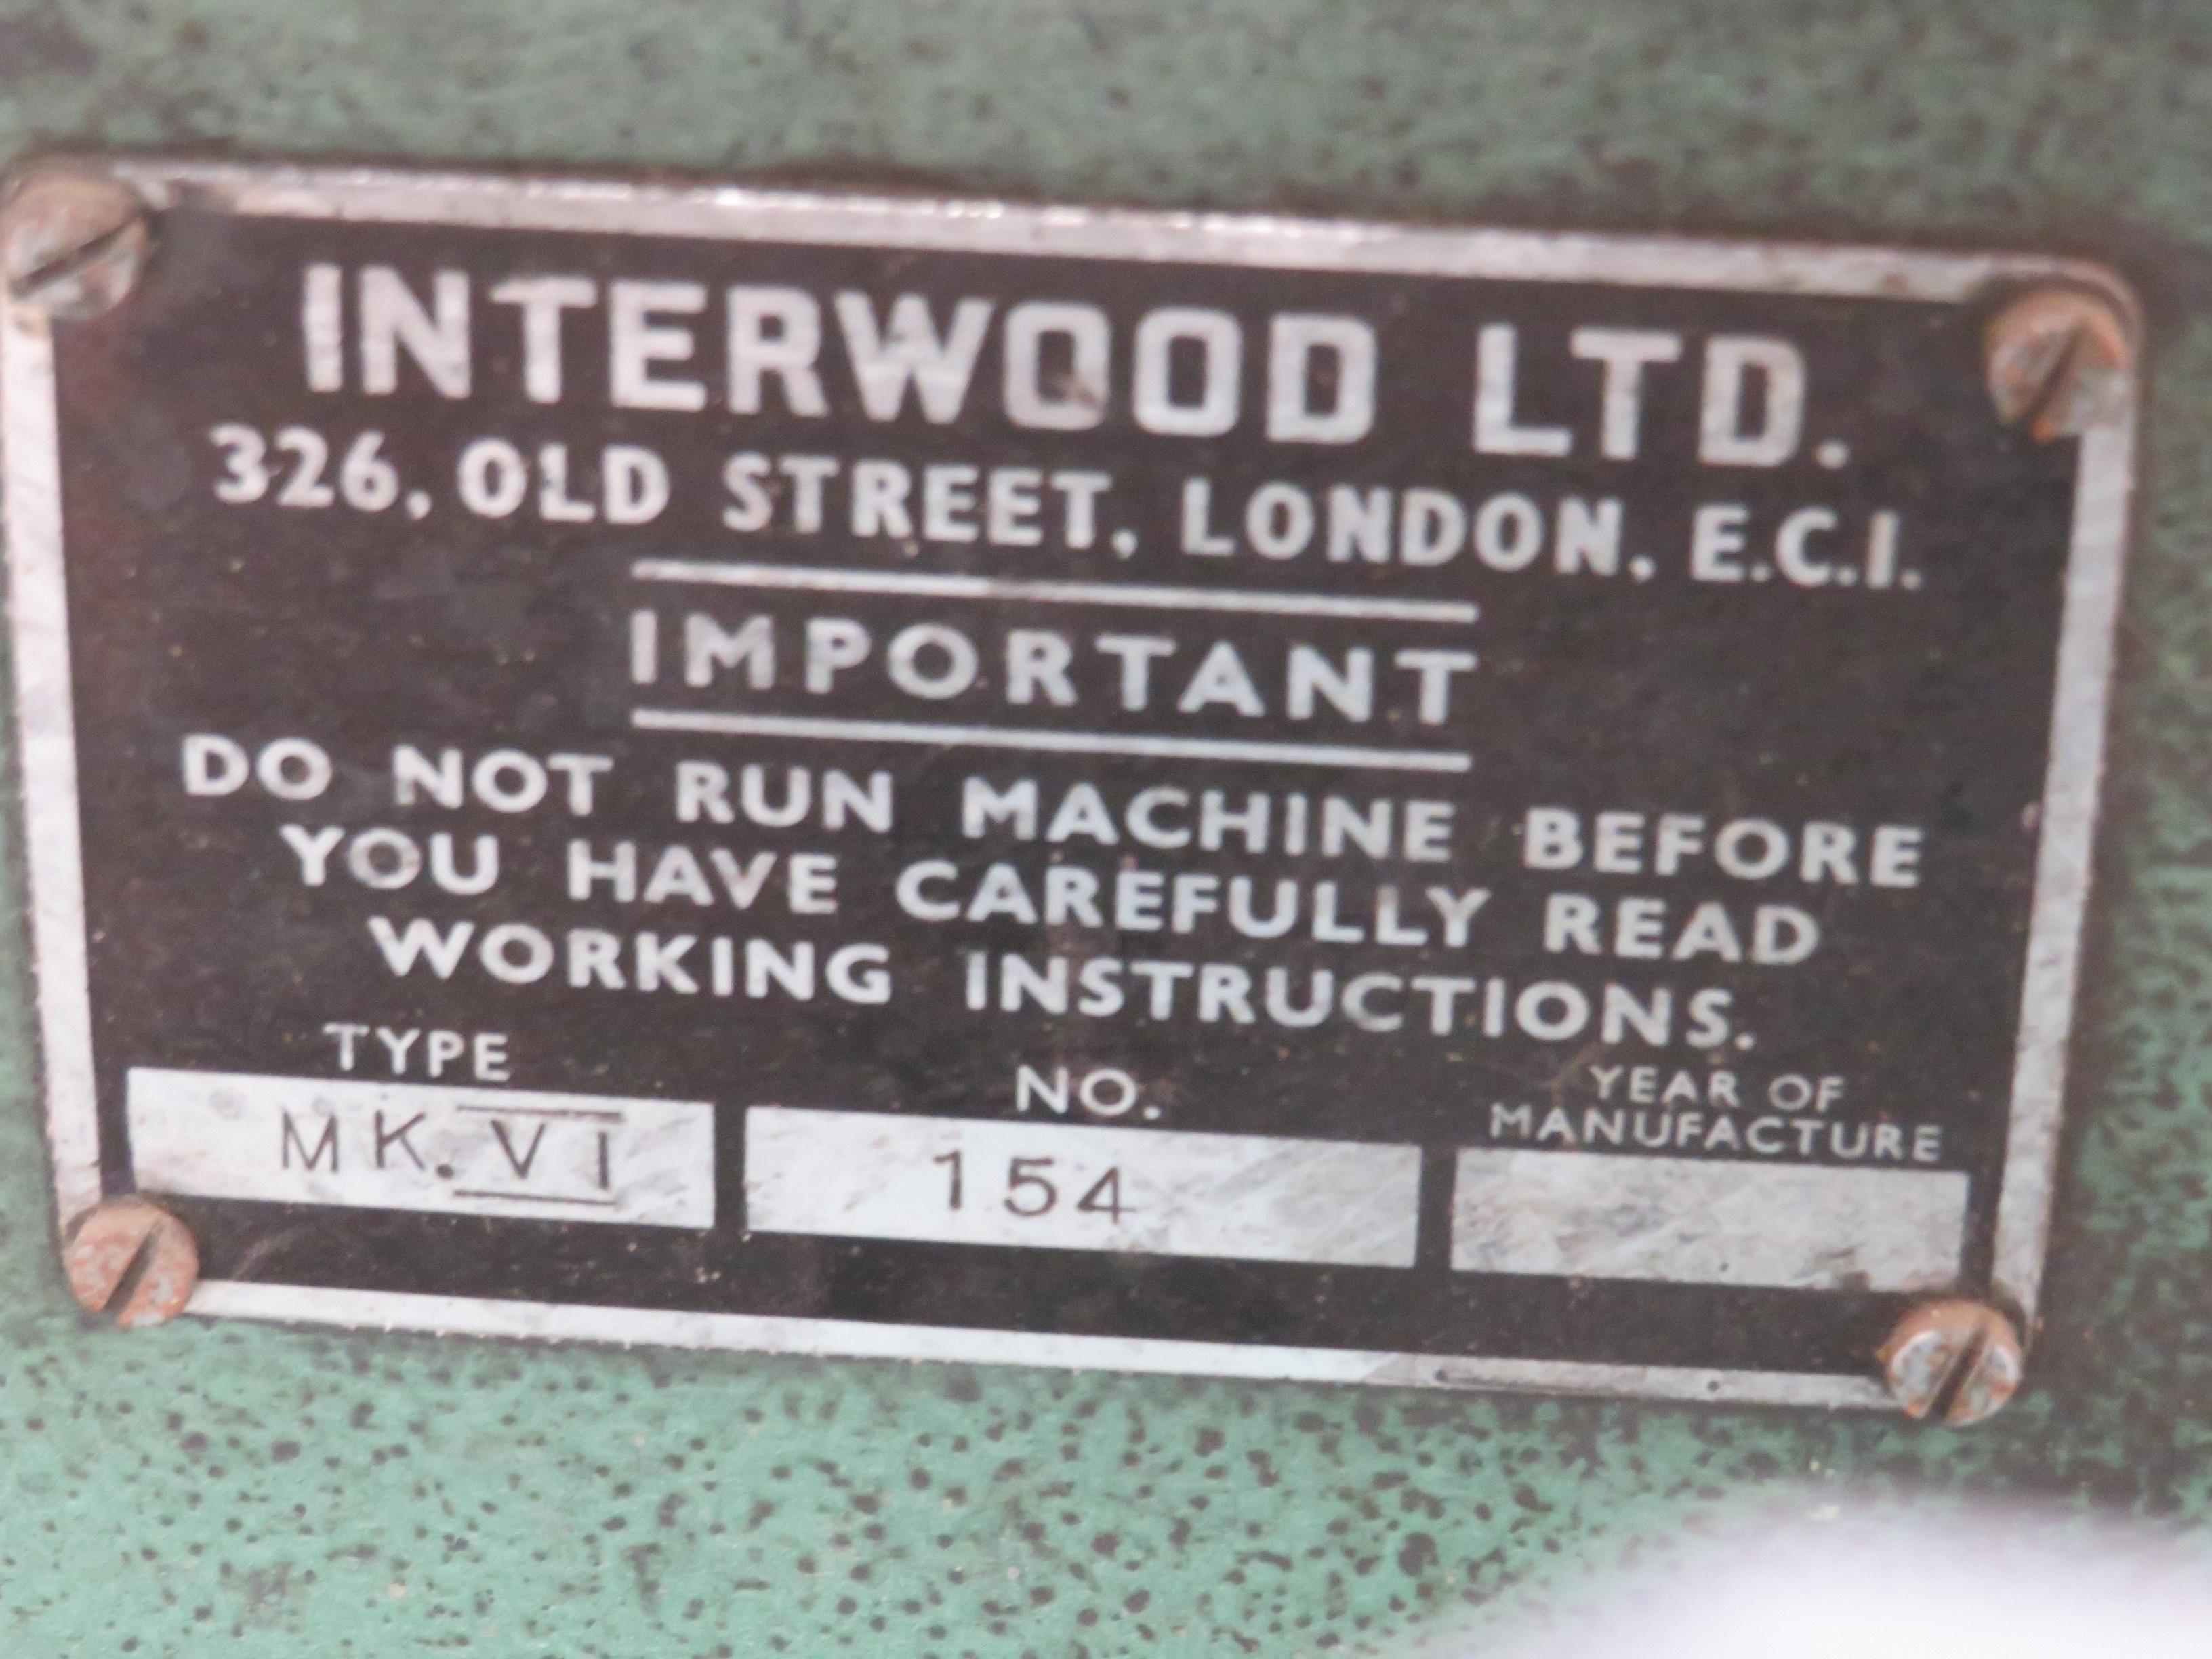 INTERWOOD LTD.
326, OLD STREET, LONDON, E.C.I.
IMPORTANT
DO NOT RUN MACHINE BEFORE
YOU HAVE CAREFULLY READ
WORKING INSTRUCTIONS.
TYPE NO. YEAR OF
MANUFACTURE
MK. VI 154